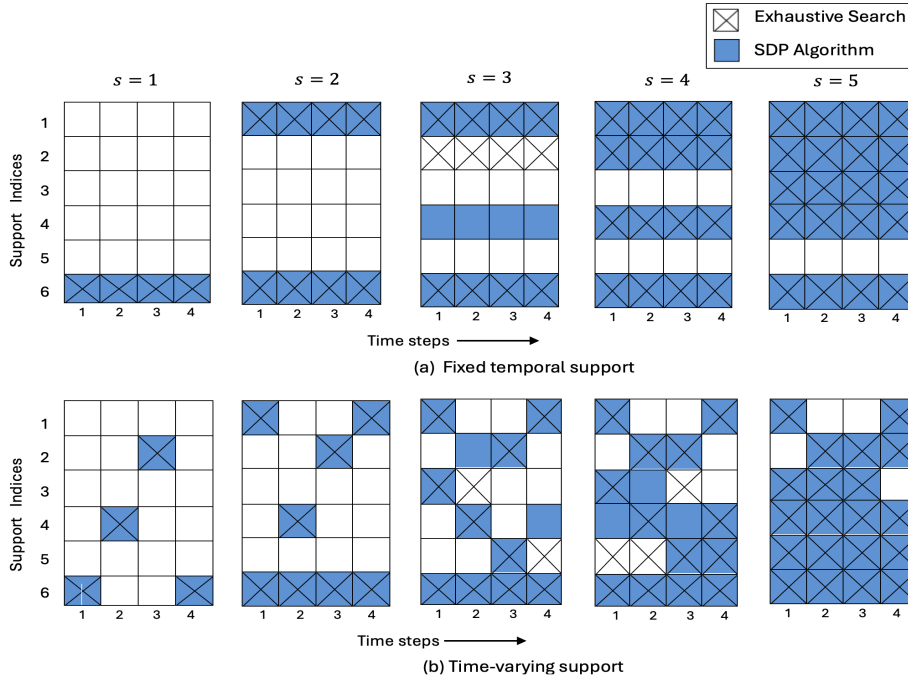 Exhaustive Search
SDP Algorithm
s = 1
s = 2
s = 3
s = 4
s = 5
Support Indices
1
2
3
4
5
6
1 2 3 4
1 2 3 4
1 2 3 4
1 2 3 4
1 2 3 4
Time steps
(a) Fixed temporal support
Support Indices
1
2
3
4
5
6
1 2 3 4
1 2 3 4
1 2 3 4
1 2 3 4
1 2 3 4
Time steps
(b) Time-varying support